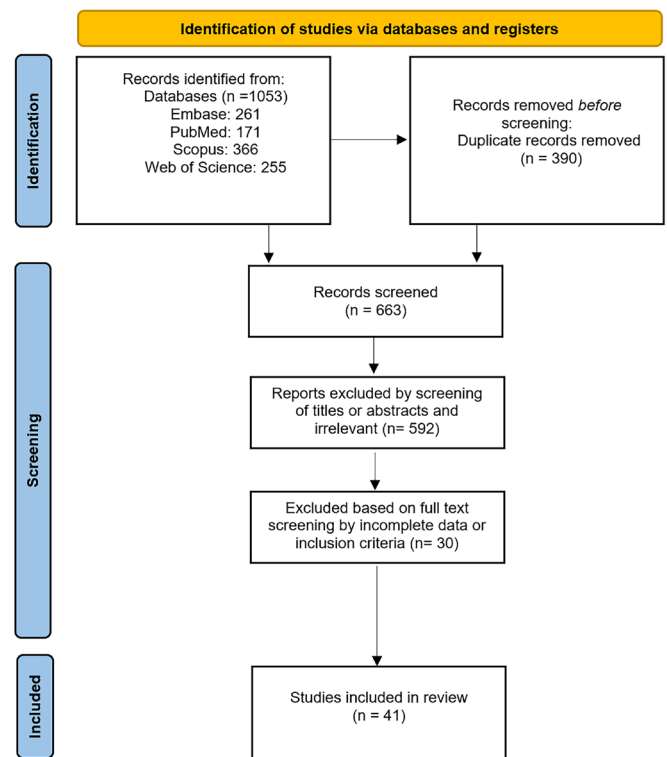 Identification of studies via databases and registers
Identification
Records identified from:
Databases (n =1053)
Embase: 261
PubMed: 171
Scopus: 366
Web of Science: 255
Records removed before
screening:
Duplicate records removed
(n = 390)
Screening
Records screened
(n = 663)
Reports excluded by screening
of titles or abstracts and
irrelevant (n= 592)
Excluded based on full text
screening by incomplete data or
inclusion criteria (n= 30)
Included
Studies included in review
(n = 41)